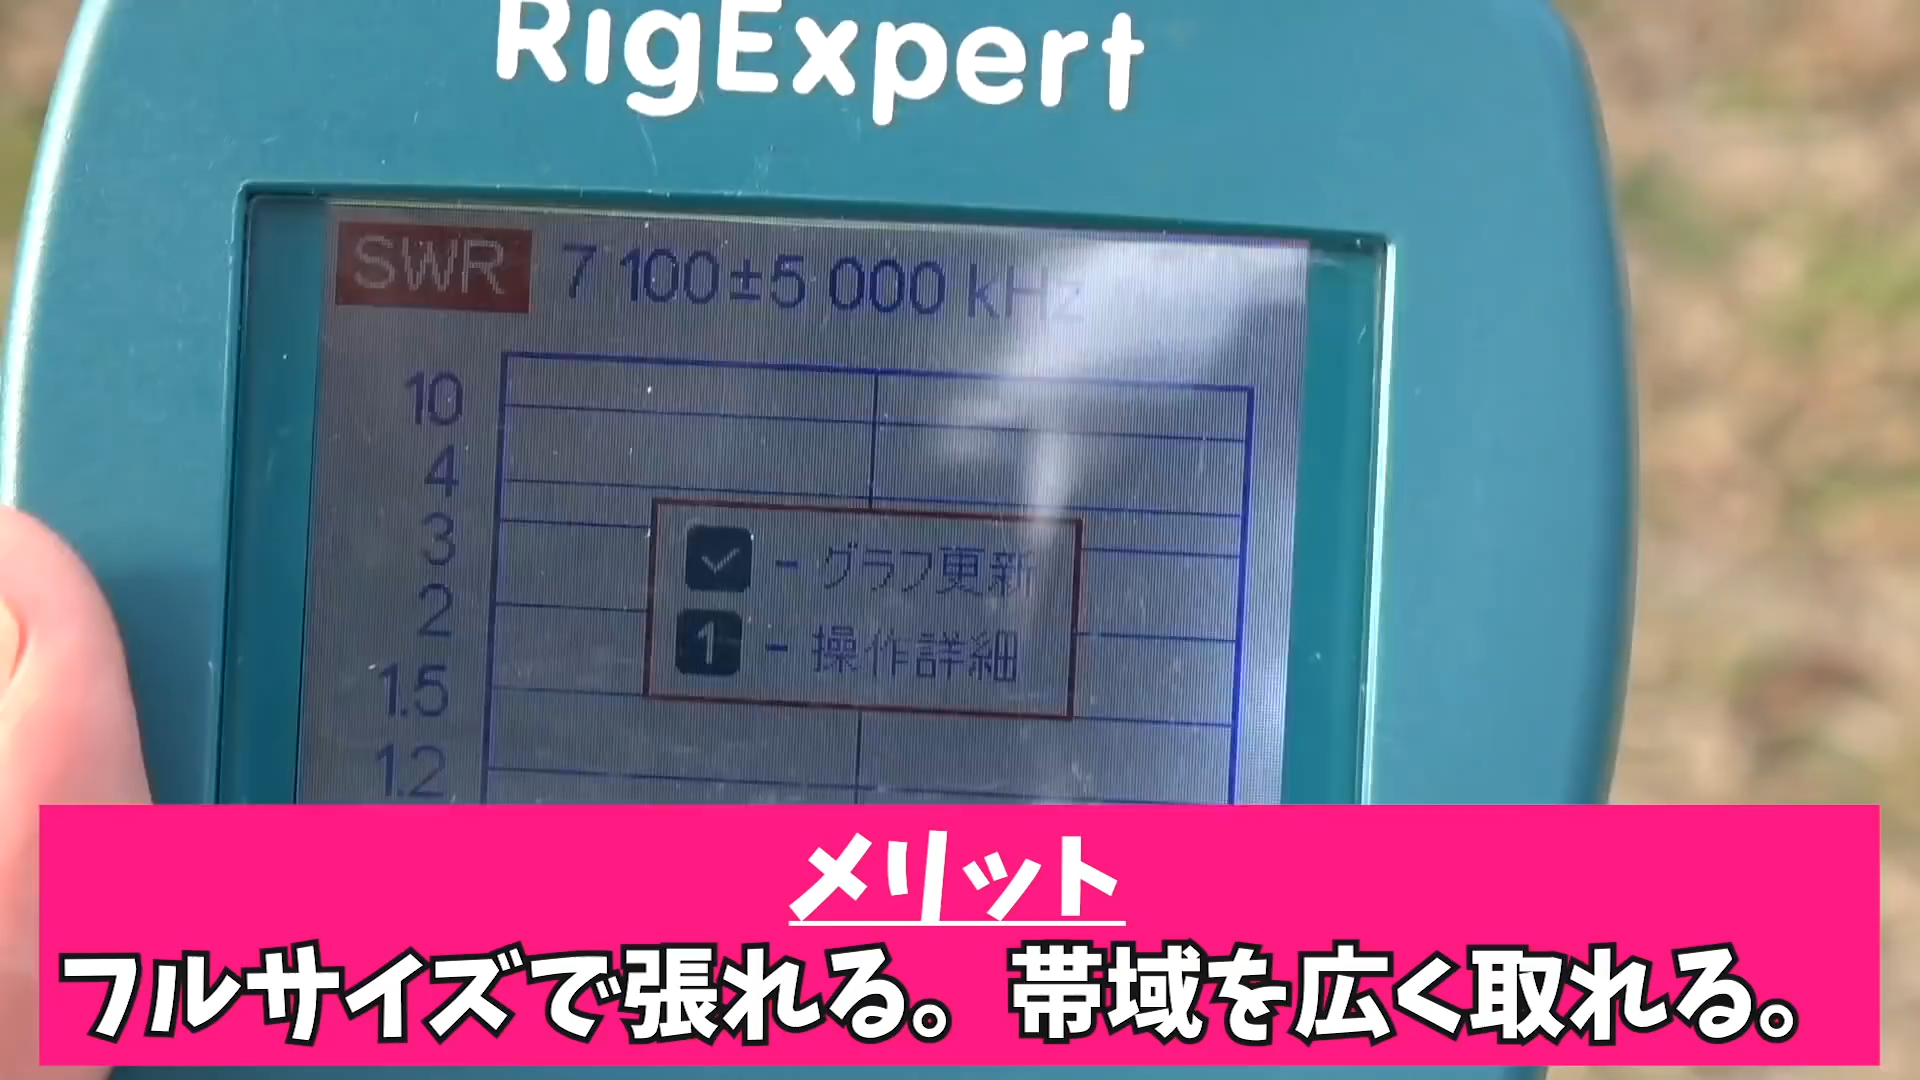 RigExpert
SWR 7 100±5 000 kHz
10
4
3
2
1.5
1.2
- グラフ更新
1 - 操作詳細
メリット
フルサイズで張れる。帯域を広く取れる。